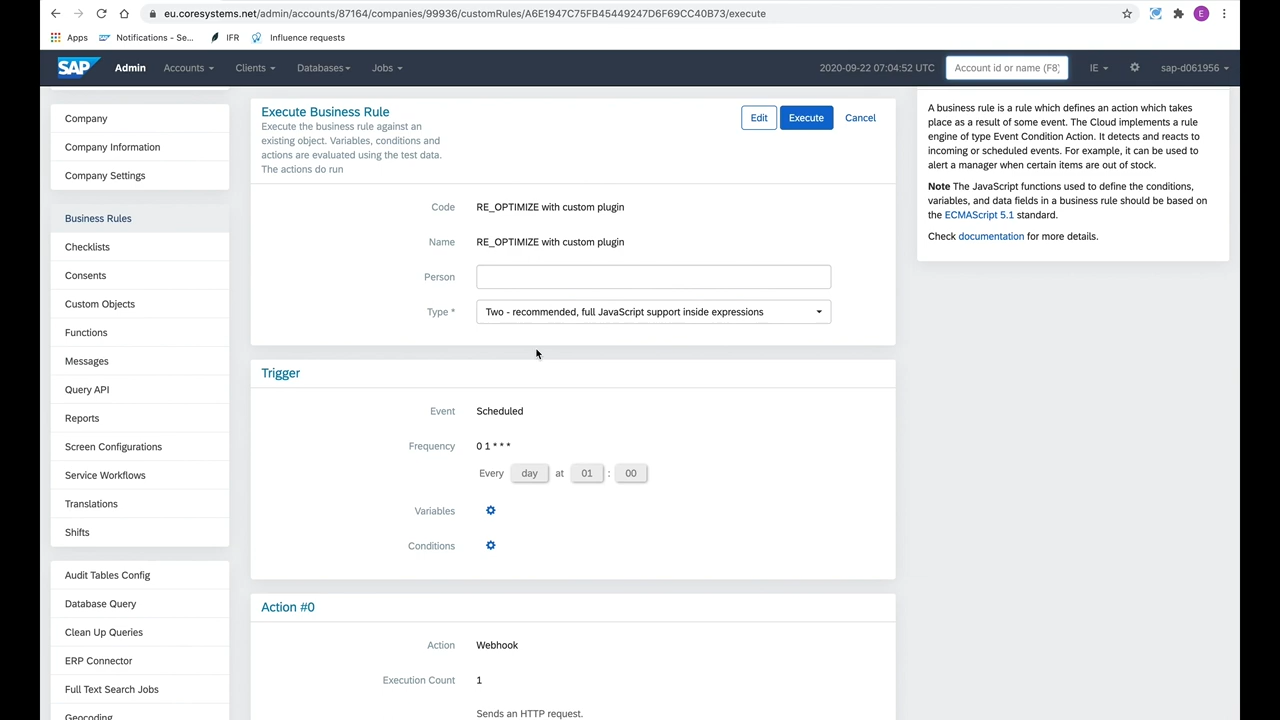 eu.coresystems.net/admin/accounts/87164/companies/99936/customRules/A6E1947C75FB45449247D6F69CC40B73/execute
E
Apps
Notifications - Se...
IFR
Influence requests
SAP
Admin
Accounts
Clients
Databases
Jobs
2020-09-22 07:04:52 UTC
Account id or name (F8)
IE
sap-d061956
Company
Company Information
Company Settings
Business Rules
Checklists
Consents
Custom Objects
Functions
Messages
Query API
Reports
Screen Configurations
Service Workflows
Translations
Shifts
Audit Tables Config
Database Query
Clean Up Queries
ERP Connector
Full Text Search Jobs
Geocoding
Execute Business Rule
Execute the business rule against an
existing object. Variables, conditions and
actions are evaluated using the test data.
The actions do run
Edit
Execute
Cancel
Code
RE_OPTIMIZE with custom plugin
Name
RE_OPTIMIZE with custom plugin
Person
Type *
Two - recommended, full JavaScript support inside expressions
Trigger
Event
Scheduled
Frequency
0 1 * * *
Every day at 01 : 00
Variables
Conditions
Action #0
Action
Webhook
Execution Count
1
Sends an HTTP request.
A business rule is a rule which defines an action which takes
place as a result of some event. The Cloud implements a rule
engine of type Event Condition Action. It detects and reacts to
incoming or scheduled events. For example, it can be used to
alert a manager when certain items are out of stock.
Note The JavaScript functions used to define the conditions,
variables, and data fields in a business rule should be based on
the ECMAScript 5.1 standard.
Check documentation for more details.